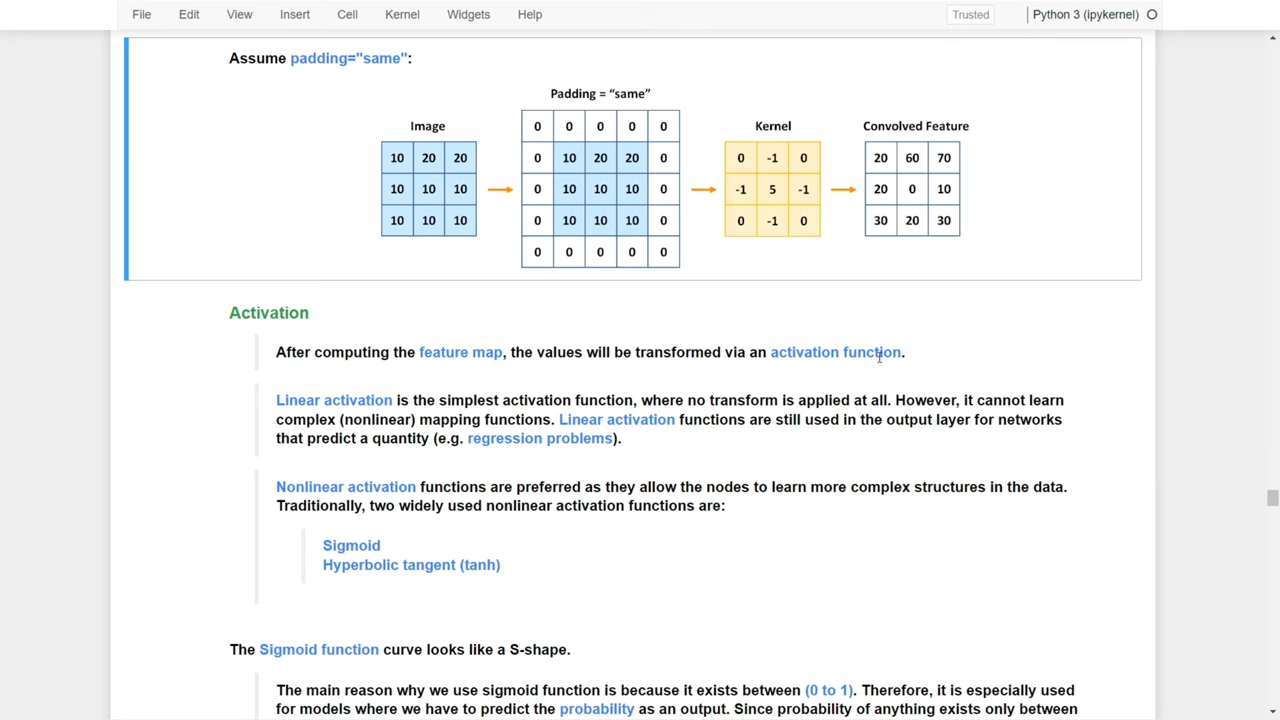 File Edit View Insert Cell Kernel Widgets Help Trusted Python 3 (ipykernel)
Assume padding="same":
Padding = “same”
Image
Kernel
Convolved Feature
0 0 0 0 0
10 20 20 0 10 20 20 0 0 -1 0 20 60 70
10 10 10 0 10 10 10 0 -1 5 -1 20 0 10
10 10 10 0 10 10 10 0 0 -1 0 30 20 30
0 0 0 0 0
Activation
After computing the feature map, the values will be transformed via an activation function.
Linear activation is the simplest activation function, where no transform is applied at all. However, it cannot learn
complex (nonlinear) mapping functions. Linear activation functions are still used in the output layer for networks
that predict a quantity (e.g. regression problems).
Nonlinear activation functions are preferred as they allow the nodes to learn more complex structures in the data.
Traditionally, two widely used nonlinear activation functions are:
Sigmoid
Hyperbolic tangent (tanh)
The Sigmoid function curve looks like a S-shape.
The main reason why we use sigmoid function is because it exists between (0 to 1). Therefore, it is especially used
for models where we have to predict the probability as an output. Since probability of anything exists only between